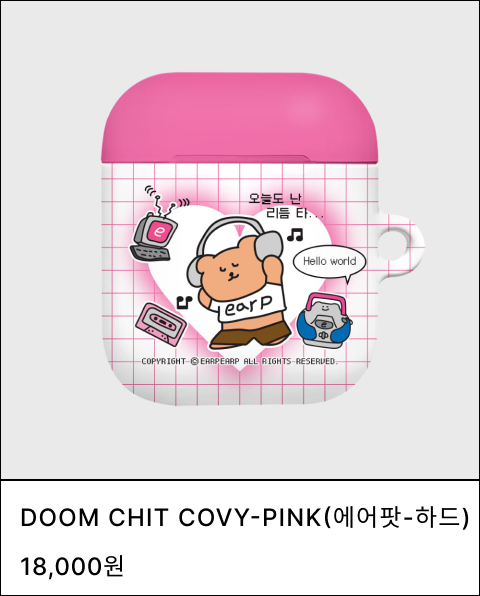 오늘도 난
리듬 타...
e
Hello world
earp
COPYRIGHT ⓒ EARPEARP ALL RIGHTS RESERVED.
DOOM CHIT COVY-PINK(에어팟-하드)
18,000원